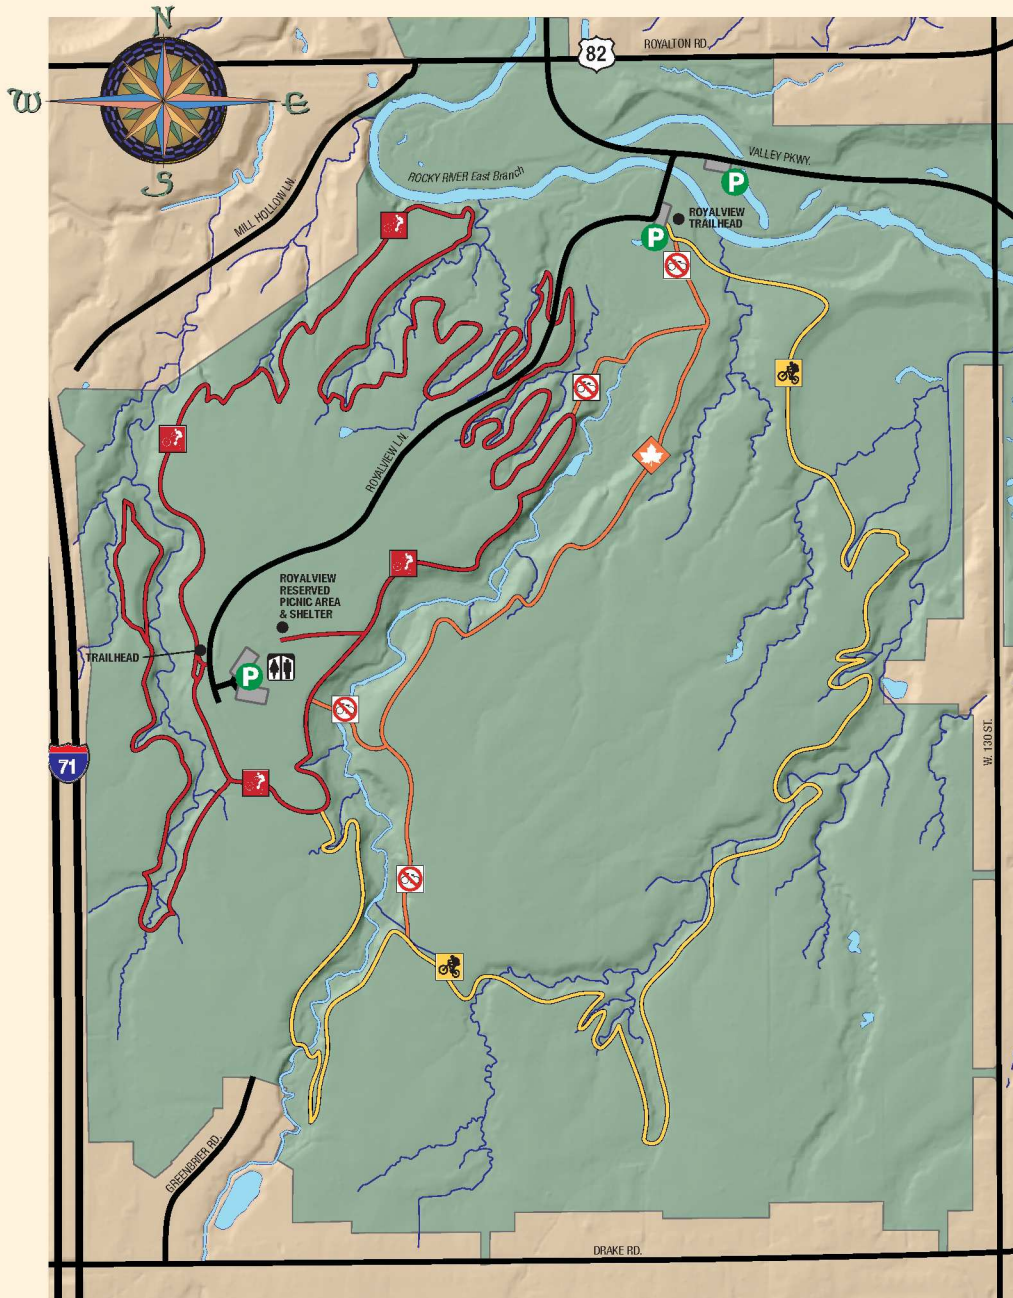 N
W
E
S
82
ROYALTON RD.
VALLEY PKWY.
P
ROCKY RIVER East Branch
MILL HOLLOW LN.
ROYALVIEW
TRAILHEAD
P
ROYALVIEW LN.
ROYALVIEW
RESERVED
PICNIC AREA
& SHELTER
TRAILHEAD
P
71
W. 130 ST.
GREENBRIER RD.
DRAKE RD.